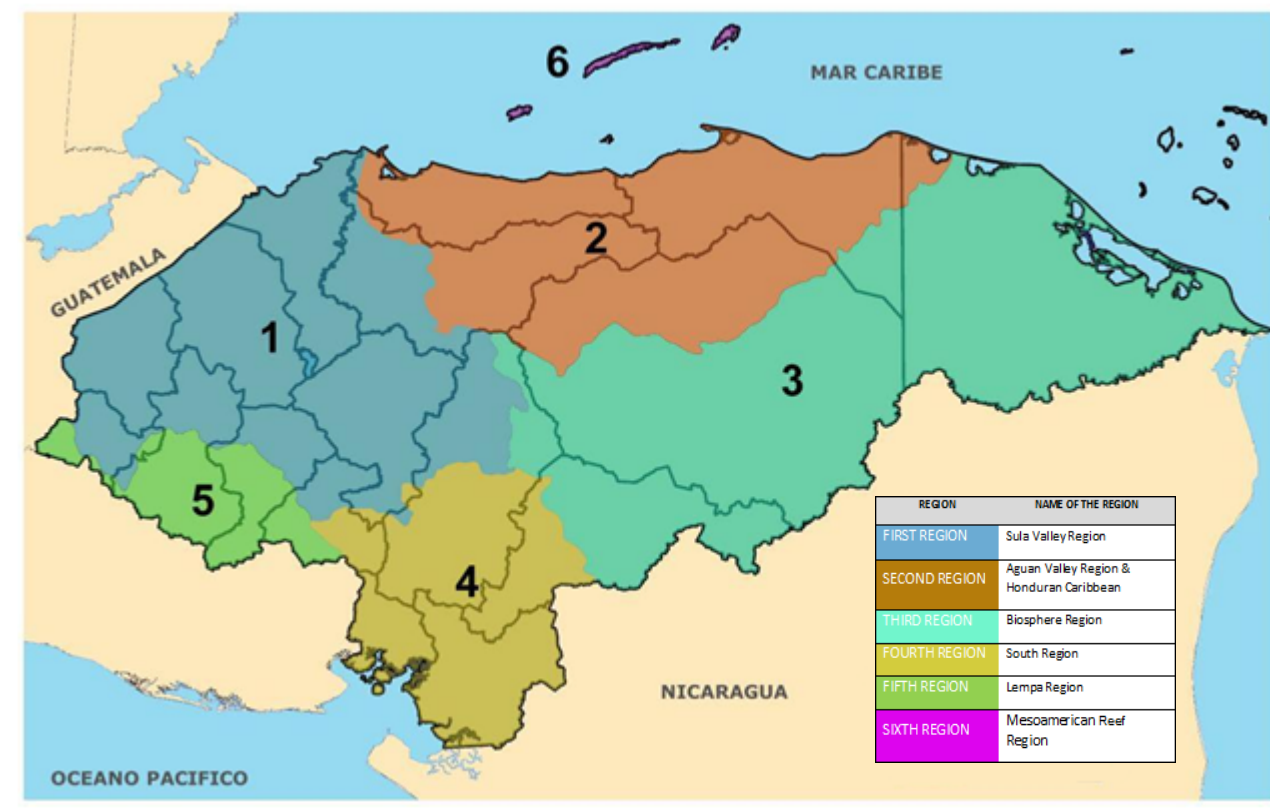 6
MAR CARIBE
2
GUATEMALA
1
3
5
4
NICARAGUA
OCEANO PACIFICO
REGION NAME OF THE REGION
FIRST REGION Sula Valley Region
SECOND REGION Aguan Valley Region &
Honduran Caribbean
THIRD REGION Biosphere Region
FOURTH REGION South Region
FIFTH REGION Lempa Region
SIXTH REGION Mesoamerican Reef
Region